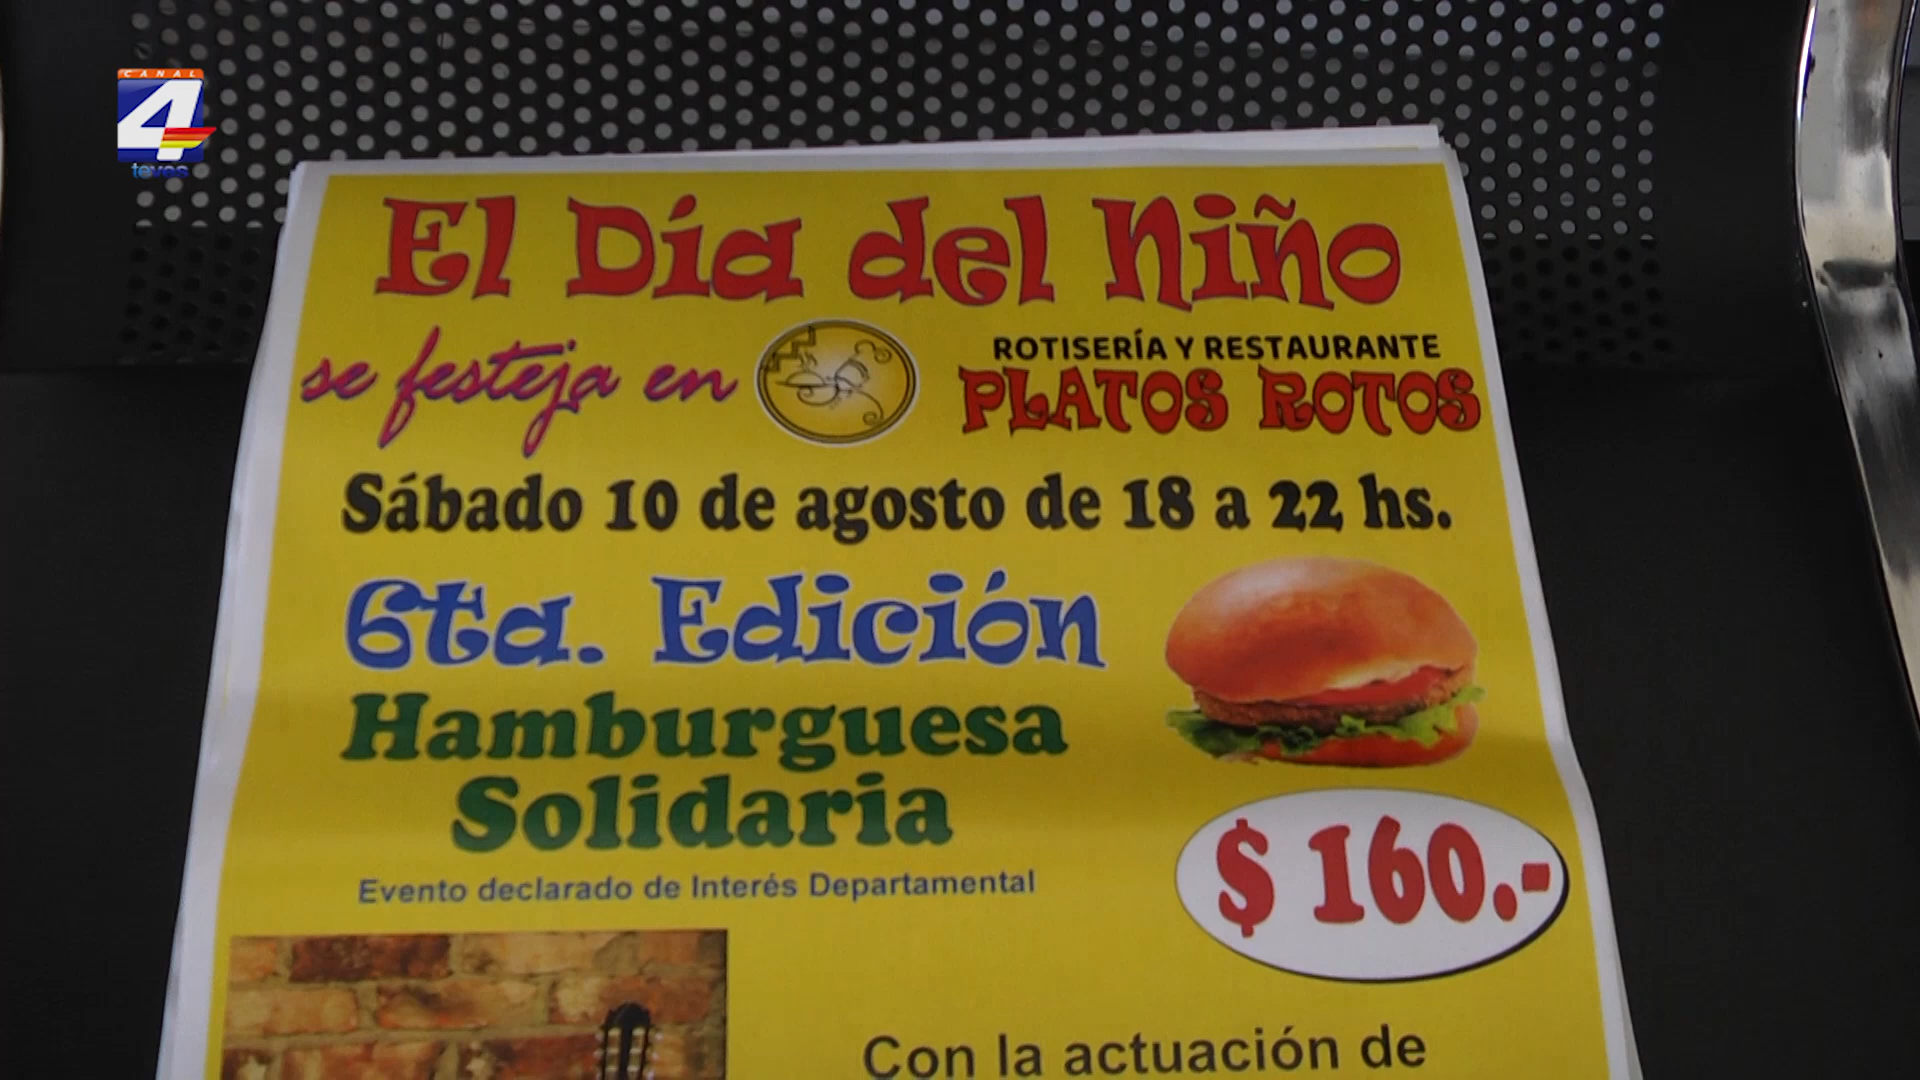 CANAL
4
tevos
El Día del Niño
se festeja en
ROTISERÍA Y RESTAURANTE
PLATOS ROTOS
Sábado 10 de agosto de 18 a 22 hs.
6ta. Edición
Hamburguesa
Solidaria
Evento declarado de Interés Departamental
$ 160.-
Con la actuación de